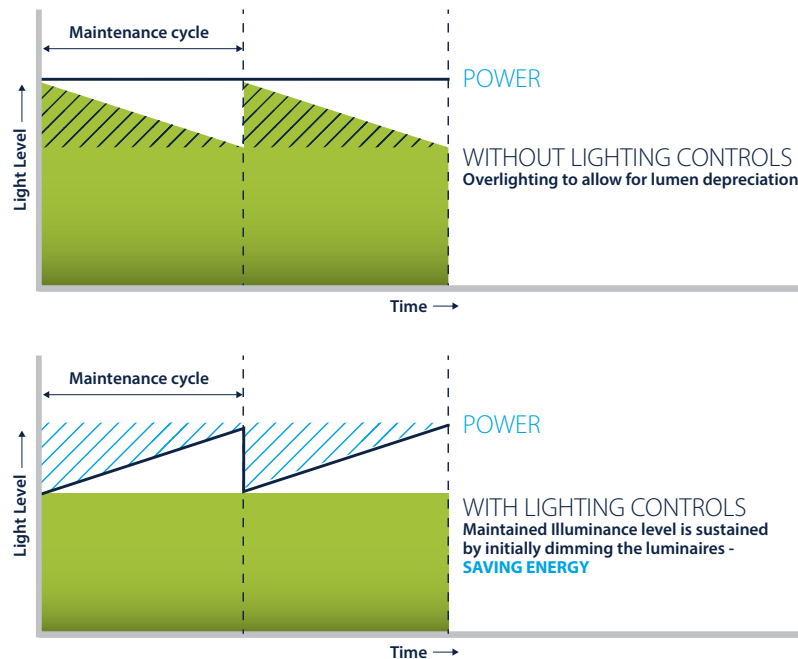 Maintenance cycle
POWER
Light Level
WITHOUT LIGHTING CONTROLS
Overlighting to allow for lumen depreciation
Time
Maintenance cycle
POWER
Light Level
WITH LIGHTING CONTROLS
Maintained Illuminance level is sustained
by initially dimming the luminaires -
SAVING ENERGY
Time